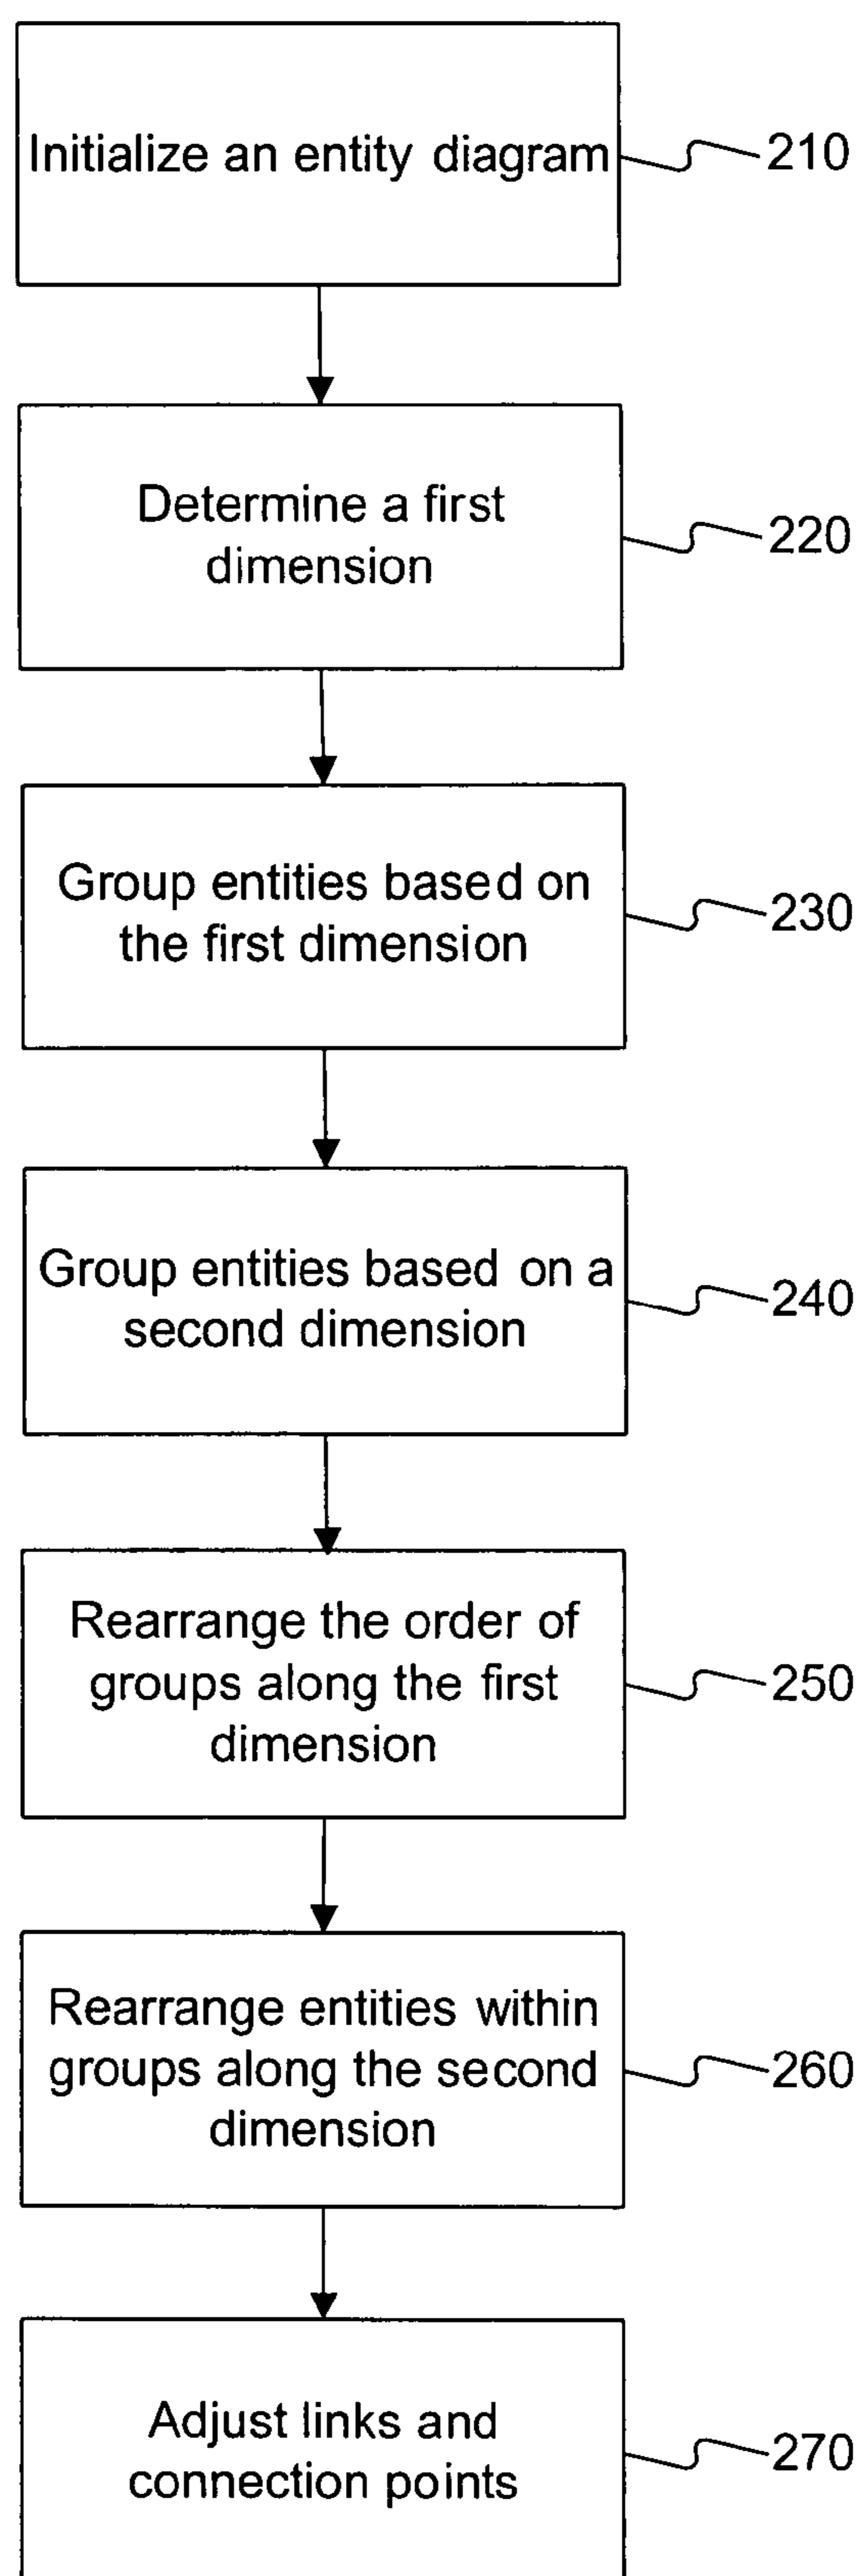 Initialize an entity diagram
210
Determine a first
dimension
220
Group entities based on
the first dimension
230
Group entities based on a
second dimension
240
Rearrange the order of
groups along the first
dimension
250
Rearrange entities within
groups along the second
dimension
260
Adjust links and
connection points
270